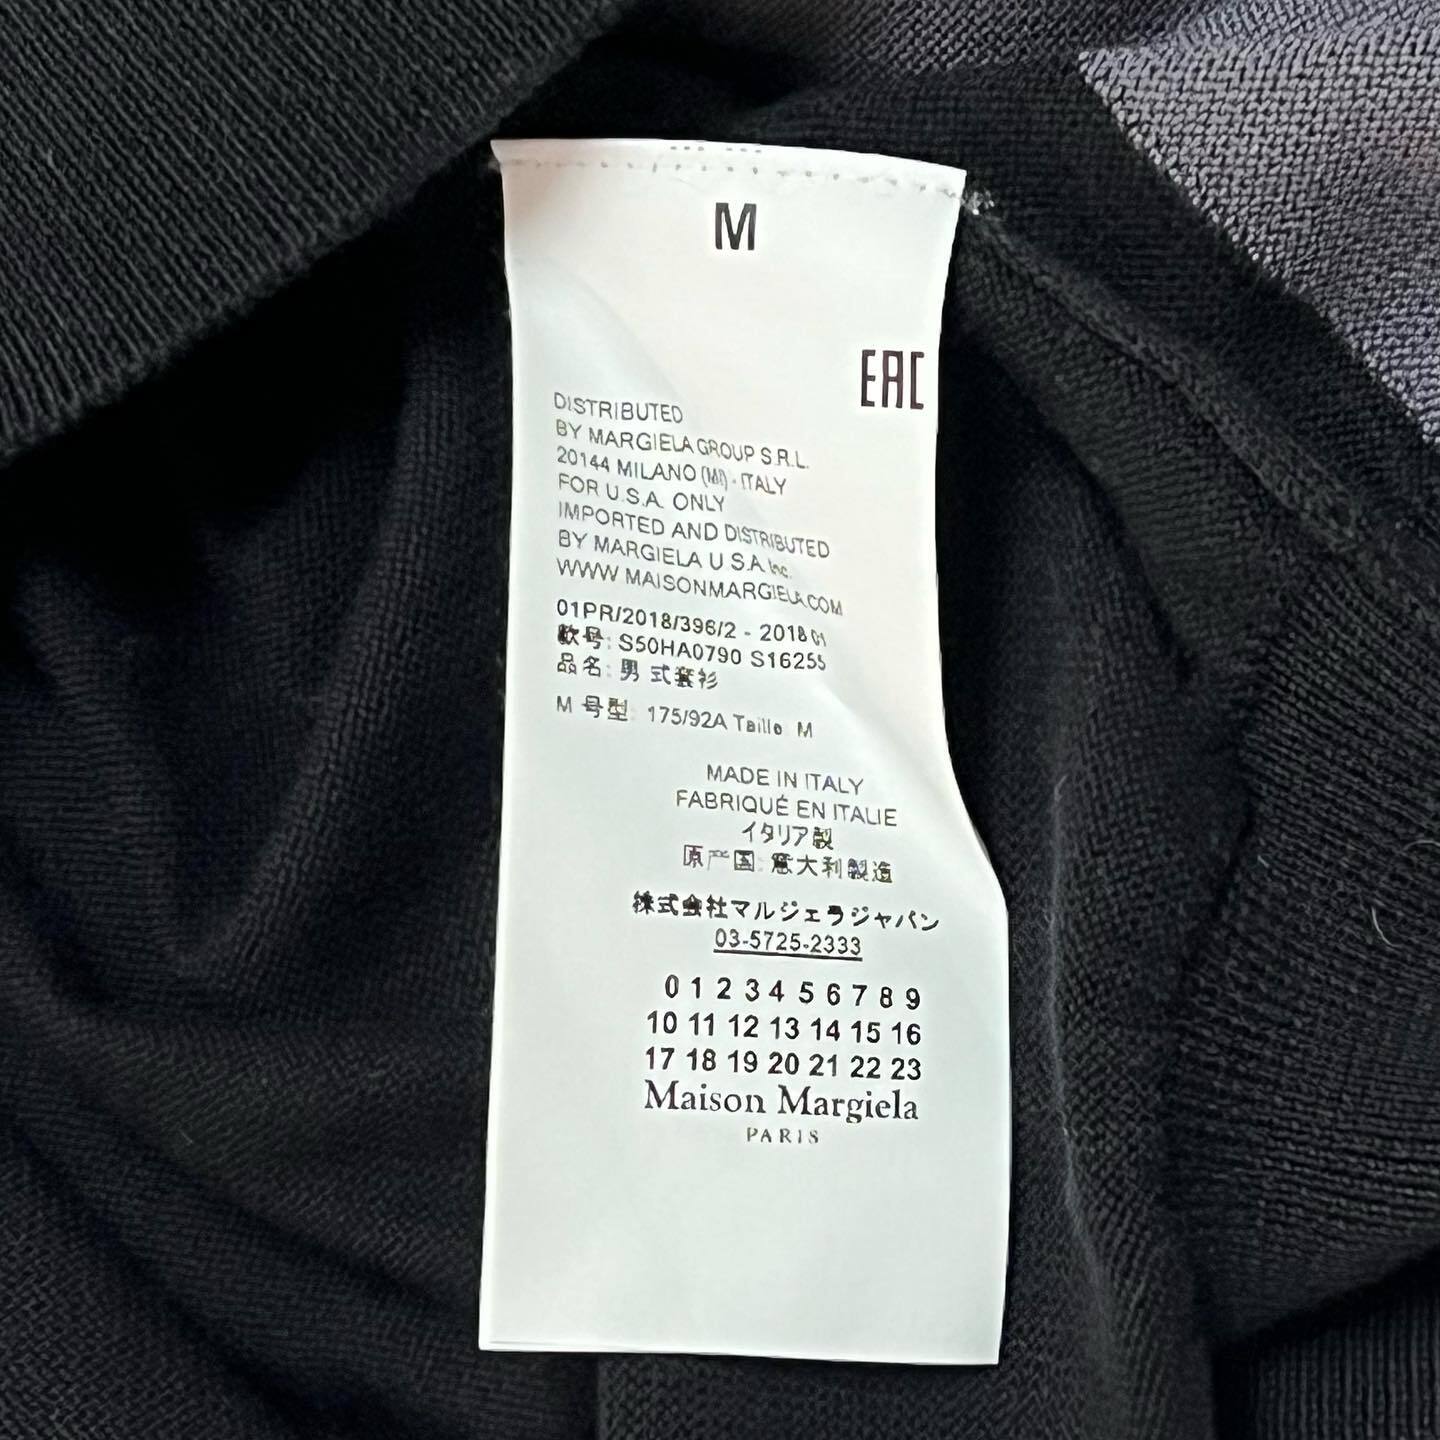 M
EAC
DISTRIBUTED
BY MARGIELA GROUP S.R.L.
20144 MILANO (MI) - ITALY
FOR U.S.A. ONLY
IMPORTED AND DISTRIBUTED
BY MARGIELA U.S.A Inc.
WWW.MAISONMARGIELA.COM
01PR/2018/396/2 - 2018 01
款号: S50HA0790 S16255
品名: 男 式套衫
M 号型: 175/92A Taille M
MADE IN ITALY
FABRIQUÉ EN ITALIE
イタリア製
原产国: 意大利製造
株式会社マルジェラジャパン
03-5725-2333
0 1 2 3 4 5 6 7 8 9
10 11 12 13 14 15 16
17 18 19 20 21 22 23
Maison Margiela
PARIS